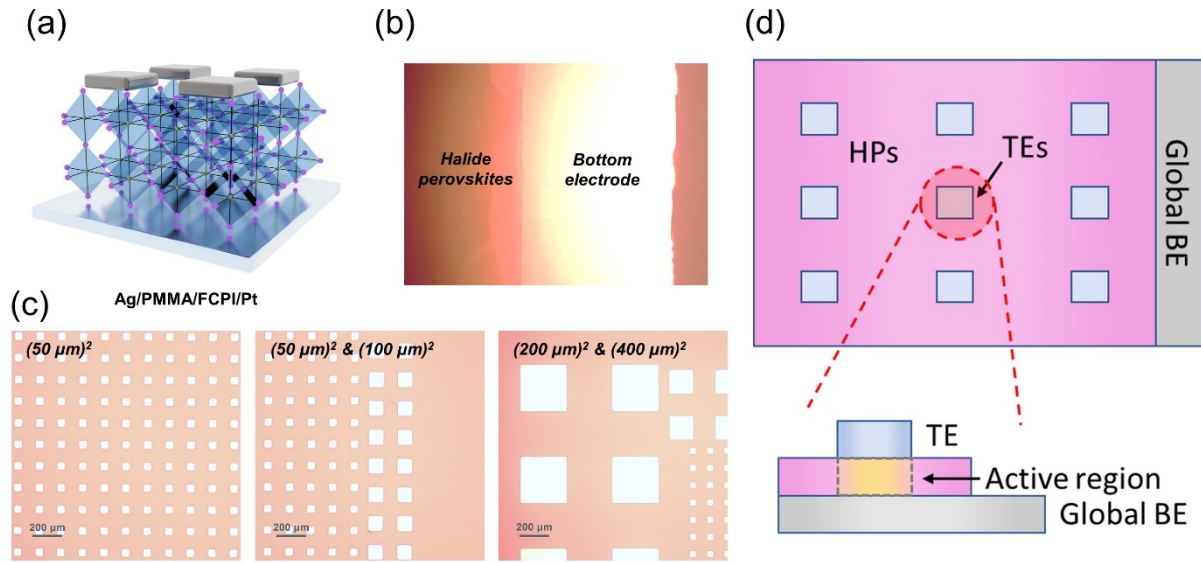 (a)
Ag/PMMA/FCPI/Pt
(b)
Halide
perovskites
Bottom
electrode
(c)
(50 μm)²
200 μm
(50 μm)² & (100 μm)²
200 μm
(200 μm)² & (400 μm)²
200 μm
(d)
HPs
TEs
Global BE
TE
Active region
Global BE